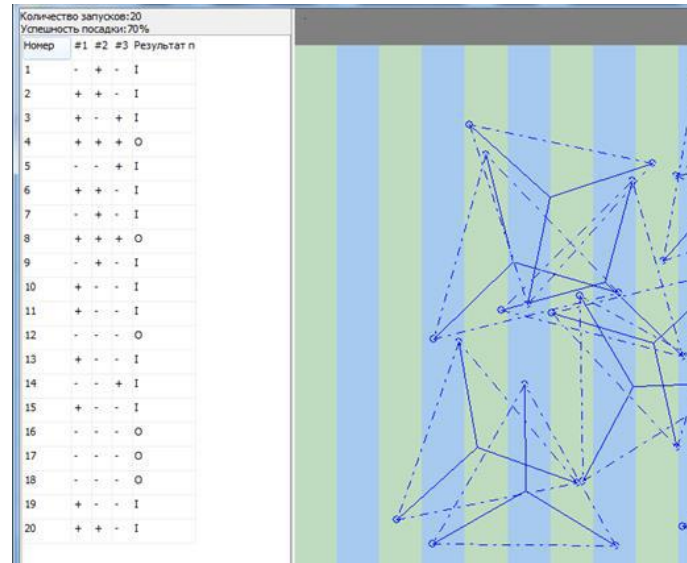 Количество запусков:20
Успешность посадки:70%
Номер #1 #2 #3 Результат п
1 - + - I
2 + + - I
3 + - + I
4 + + + O
5 - - + I
6 + + - I
7 - + - I
8 + + + O
9 - + - I
10 + - - I
11 + - - I
12 - - - O
13 + - - I
14 - - + I
15 + - - I
16 - - - O
17 - - - O
18 - - - O
19 + - - I
20 + + - I